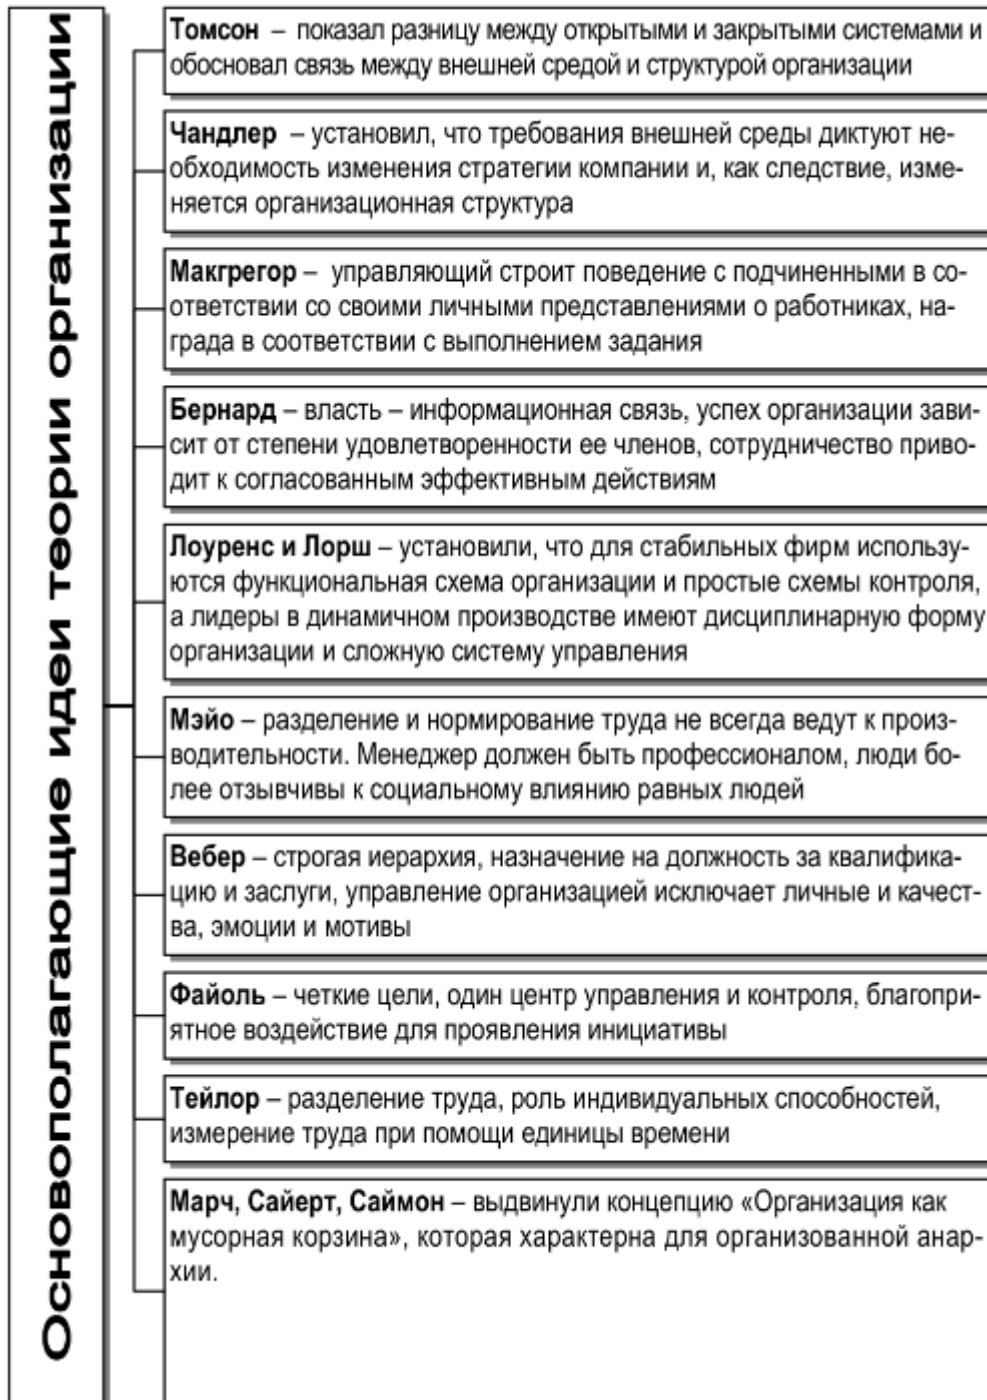 Основополагающие идеи теории организации
Томсон – показал разницу между открытыми и закрытыми системами и
обосновал связь между внешней средой и структурой организации
Чандлер – установил, что требования внешней среды диктуют не-
обходимость изменения стратегии компании и, как следствие, изме-
няется организационная структура
Макгрегор – управляющий строит поведение с подчиненными в со-
ответствии со своими личными представлениями о работниках, на-
града в соответствии с выполнением задания
Бернард – власть – информационная связь, успех организации зави-
сит от степени удовлетворенности ее членов, сотрудничество приво-
дит к согласованным эффективным действиям
Лоуренс и Лорш – установили, что для стабильных фирм использу-
ются функциональная схема организации и простые схемы контроля,
а лидеры в динамичном производстве имеют дисциплинарную форму
организации и сложную систему управления
Мэйо – разделение и нормирование труда не всегда ведут к произ-
водительности. Менеджер должен быть профессионалом, люди бо-
лее отзывчивы к социальному влиянию равных людей
Вебер – строгая иерархия, назначение на должность за квалифика-
цию и заслуги, управление организацией исключает личные и качест-
ва, эмоции и мотивы
Файоль – четкие цели, один центр управления и контроля, благопри-
ятное воздействие для проявления инициативы
Тейлор – разделение труда, роль индивидуальных способностей,
измерение труда при помощи единицы времени
Марч, Сайерт, Саймон – выдвинули концепцию «Организация как
мусорная корзина», которая характерна для организованной анар-
хии.